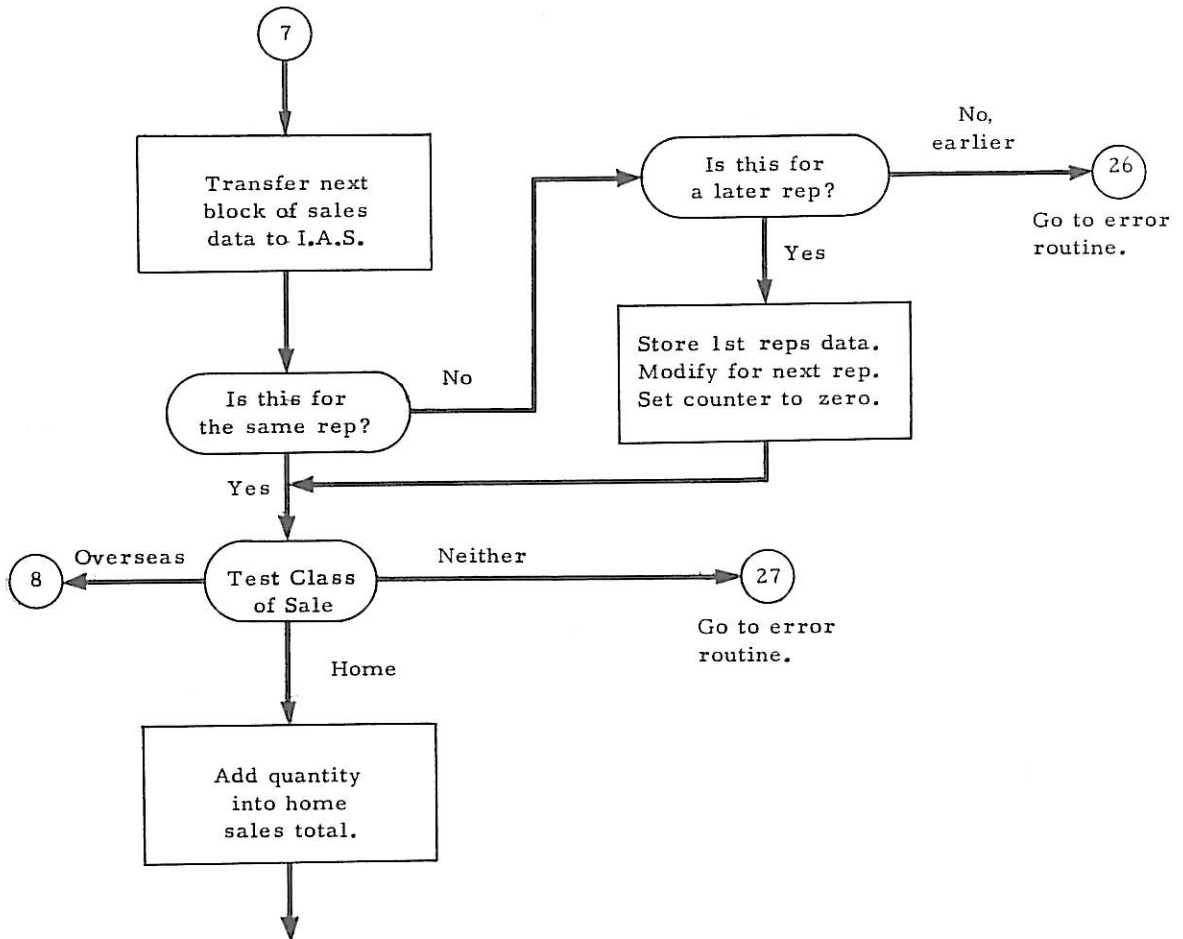 7
Transfer next
block of sales
data to I.A.S.
Is this for
the same rep?
No
Is this for
a later rep?
No,
earlier
26
Go to error
routine.
Yes
Store 1st reps data.
Modify for next rep.
Set counter to zero.
Yes
Test Class
of Sale
Overseas
8
Neither
27
Go to error
routine.
Home
Add quantity
into home
sales total.